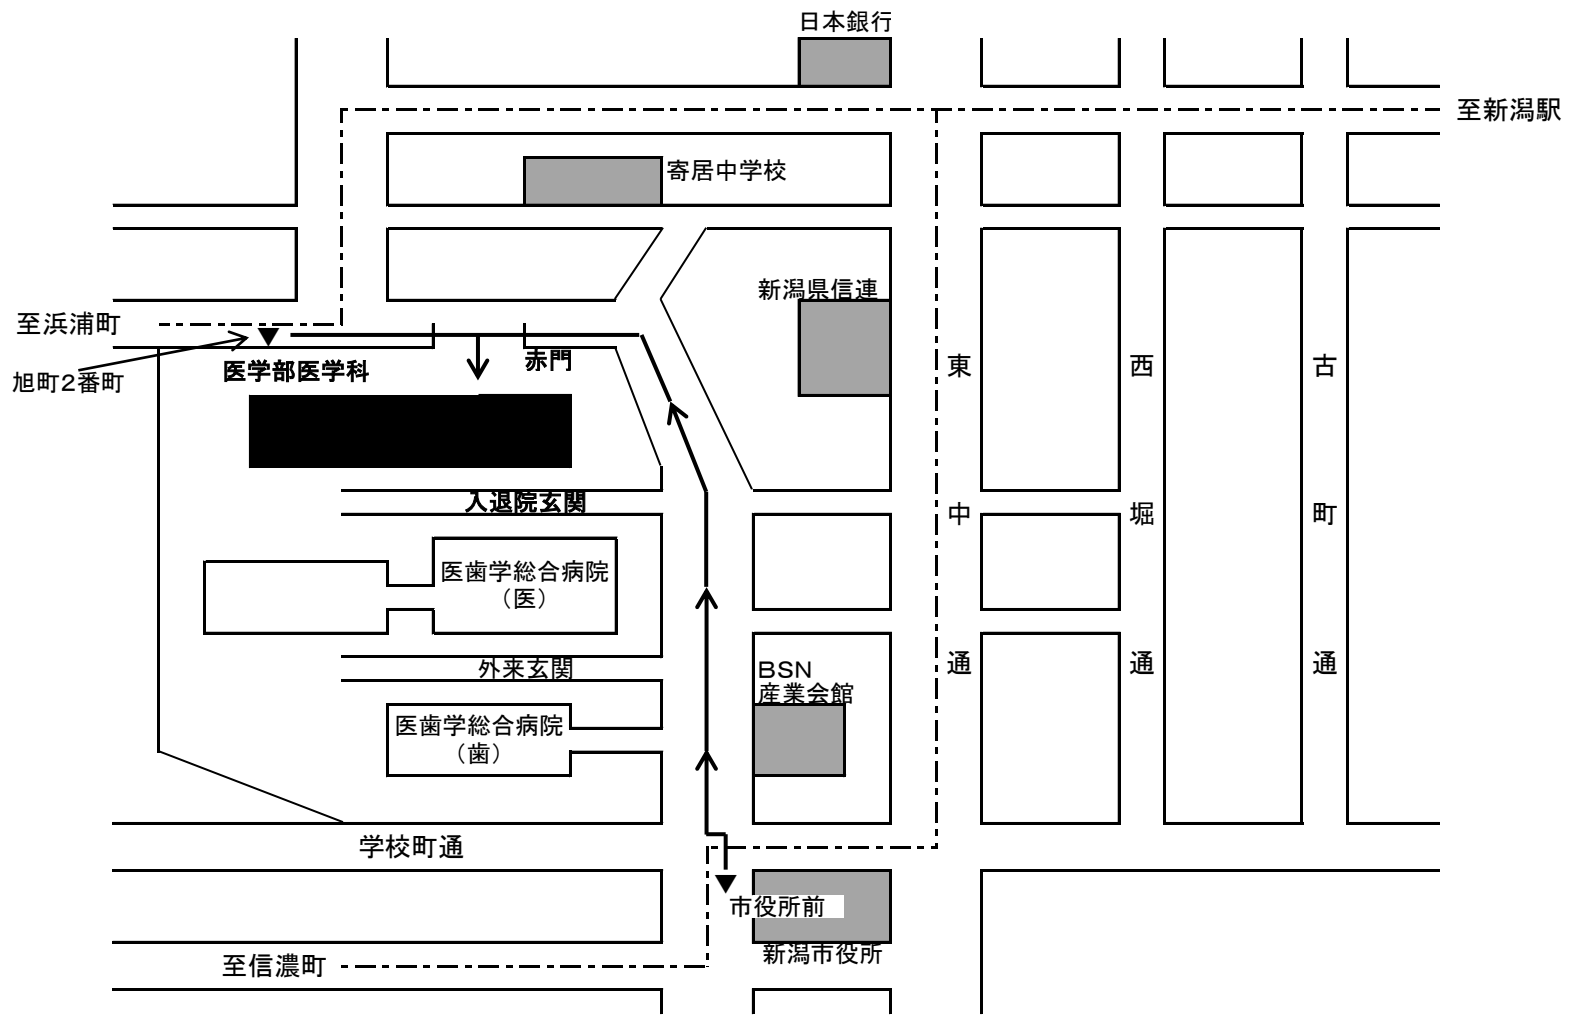 日本銀行
至新潟駅
寄居中学校
新潟県信連
至浜浦町
旭町2番町
医学部医学科
赤門
東中通
西堀通
古町通
入退院玄関
医歯学総合病院
(医)
外来玄関
BSN
産業会館
医歯学総合病院
(歯)
学校町通
市役所前
新潟市役所
至信濃町